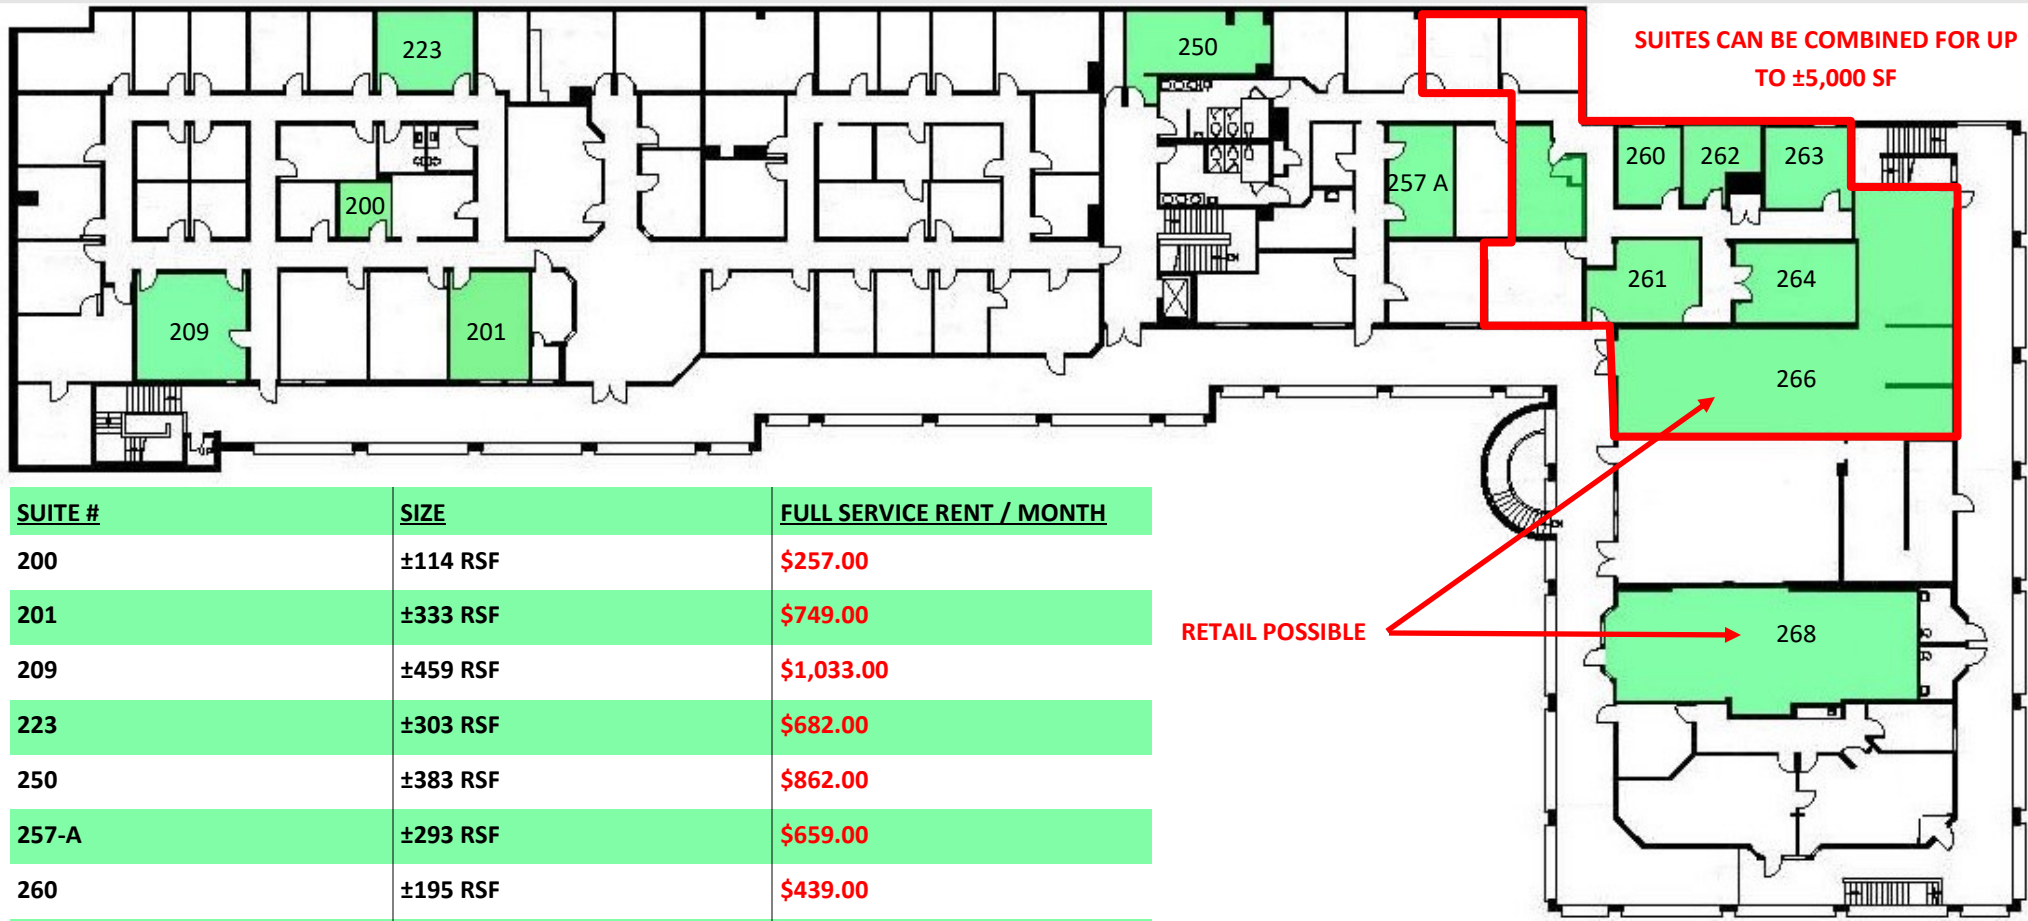 223
250
SUITES CAN BE COMBINED FOR UP
TO ±5,000 SF
257 A
260
262
263
200
261
264
209
201
266
268
RETAIL POSSIBLE
SUITE # SIZE FULL SERVICE RENT / MONTH
200 ±114 RSF $257.00
201 ±333 RSF $749.00
209 ±459 RSF $1,033.00
223 ±303 RSF $682.00
250 ±383 RSF $862.00
257-A ±293 RSF $659.00
260 ±195 RSF $439.00